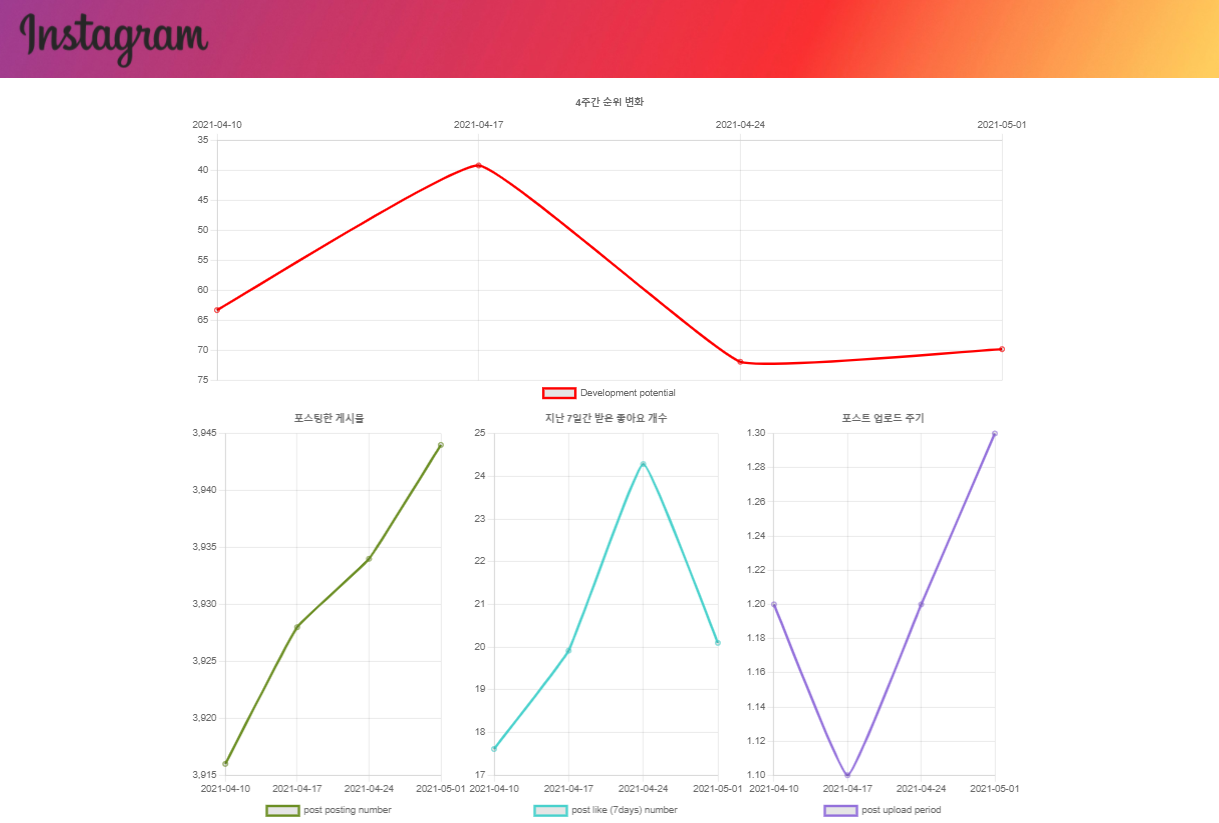 Instagram
4주간 순위 변화
2021-04-10 2021-04-17 2021-04-24 2021-05-01
35
40
45
50
55
60
65
70
75
Development potential
포스팅한 게시물
3,945
3,940
3,935
3,930
3,925
3,920
3,915
2021-04-10 2021-04-17 2021-04-24 2021-05-01
post posting number
지난 7일간 받은 좋아요 개수
25
24
23
22
21
20
19
18
17
2021-04-10 2021-04-17 2021-04-24 2021-05-01
post like (7days) number
포스트 업로드 주기
1.30
1.28
1.26
1.24
1.22
1.20
1.18
1.16
1.14
1.12
1.10
2021-04-10 2021-04-17 2021-04-24 2021-05-01
post upload period